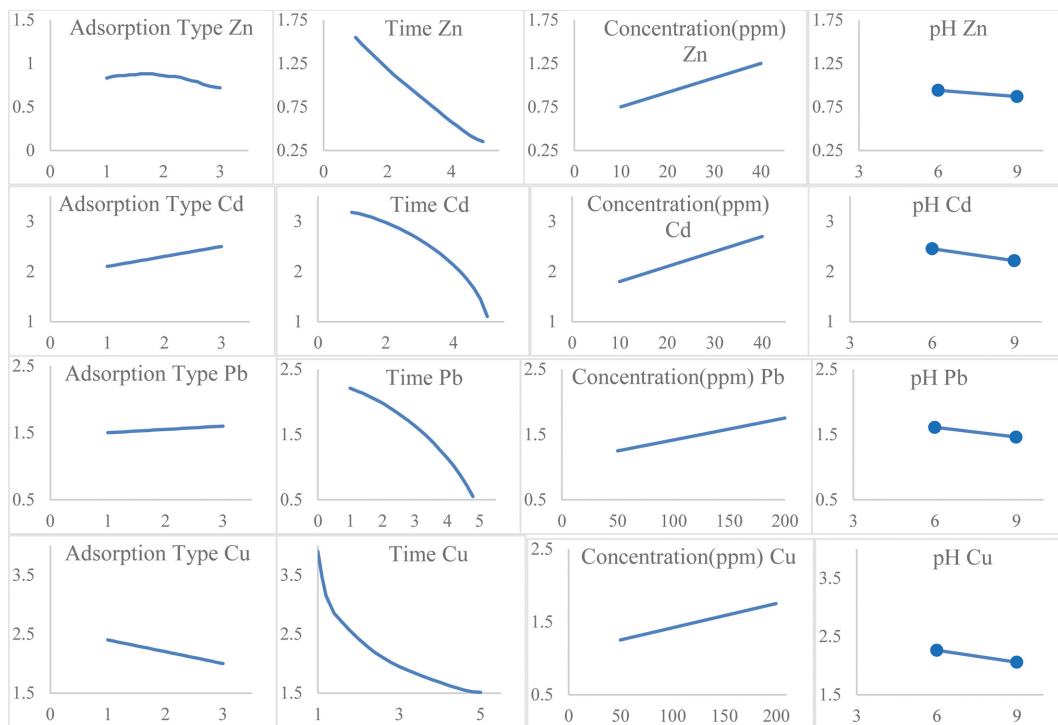 Adsorption Type Zn
1.5
1
0.5
0
0 1 2 3
Time Zn
1.75
1.25
0.75
0.25
0 2 4
Concentration(ppm)
Zn
1.75
1.25
0.75
0.25
0 10 20 30 40
pH Zn
1.75
1.25
0.75
0.25
3 6 9
Adsorption Type Cd
3
2
1
0 1 2 3
Time Cd
3
2
1
0 2 4
Concentration(ppm)
Cd
3
2
1
0 10 20 30 40
pH Cd
3
2
1
3 6 9
Adsorption Type Pb
2.5
1.5
0.5
0 1 2 3
Time Pb
2.5
1.5
0.5
0 1 2 3 4 5
Concentration(ppm) Pb
2.5
1.5
0.5
0 50 100 150 200
pH Pb
2.5
1.5
0.5
3 6 9
Adsorption Type Cu
3.5
2.5
1.5
0 1 2 3
Time Cu
3.5
2.5
1.5
1 3 5
Concentration(ppm) Cu
2.5
1.5
0.5
0 50 100 150 200
pH Cu
3.5
2.5
1.5
3 6 9